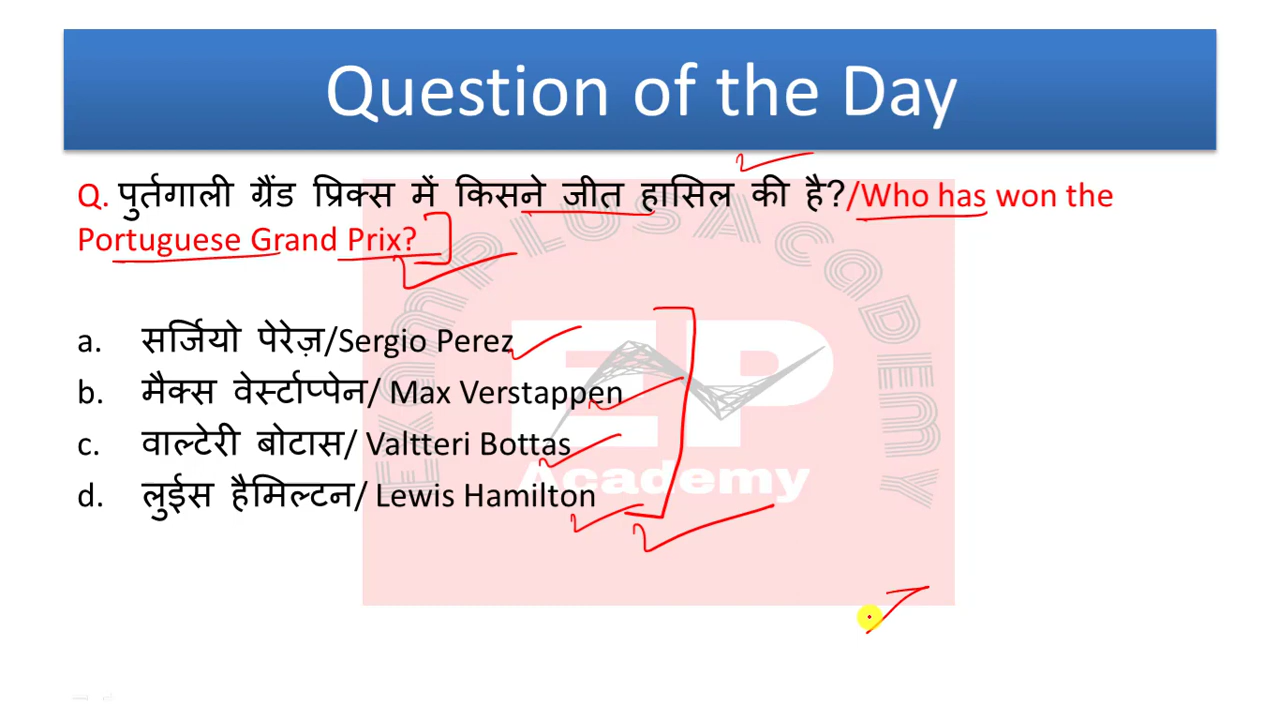 Question of the Day
Q. पुर्तगाली ग्रैंड प्रिक्स में किसने जीत हासिल की है?/Who has won the
Portuguese Grand Prix?
a. सर्जियो पेरेज़/Sergio Perez
b. मैक्स वेर्स्टाप्पेन/ Max Verstappen
c. वाल्टेरी बोटास/ Valtteri Bottas
d. लुईस हैमिल्टन/ Lewis Hamilton
EXAMPLUSACADEMY
EP
Academy